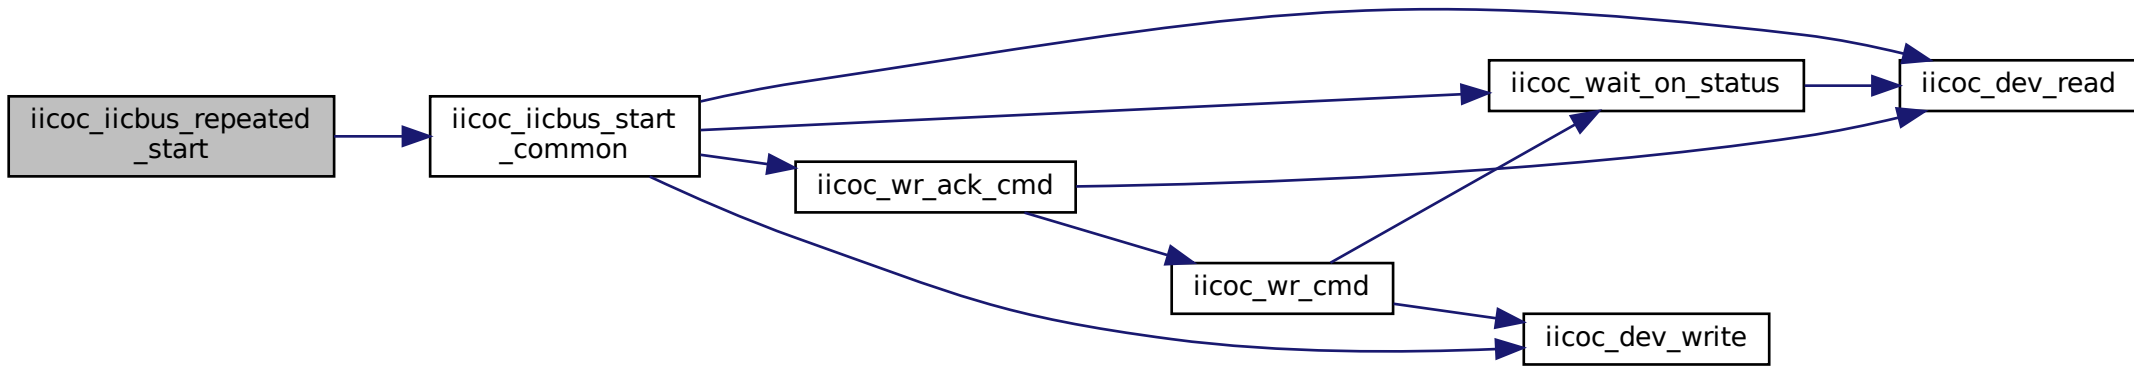 iicoc_iicbus_repeated
_start
iicoc_iicbus_start
_common
iicoc_wait_on_status
iicoc_dev_read
iicoc_wr_ack_cmd
iicoc_wr_cmd
iicoc_dev_write